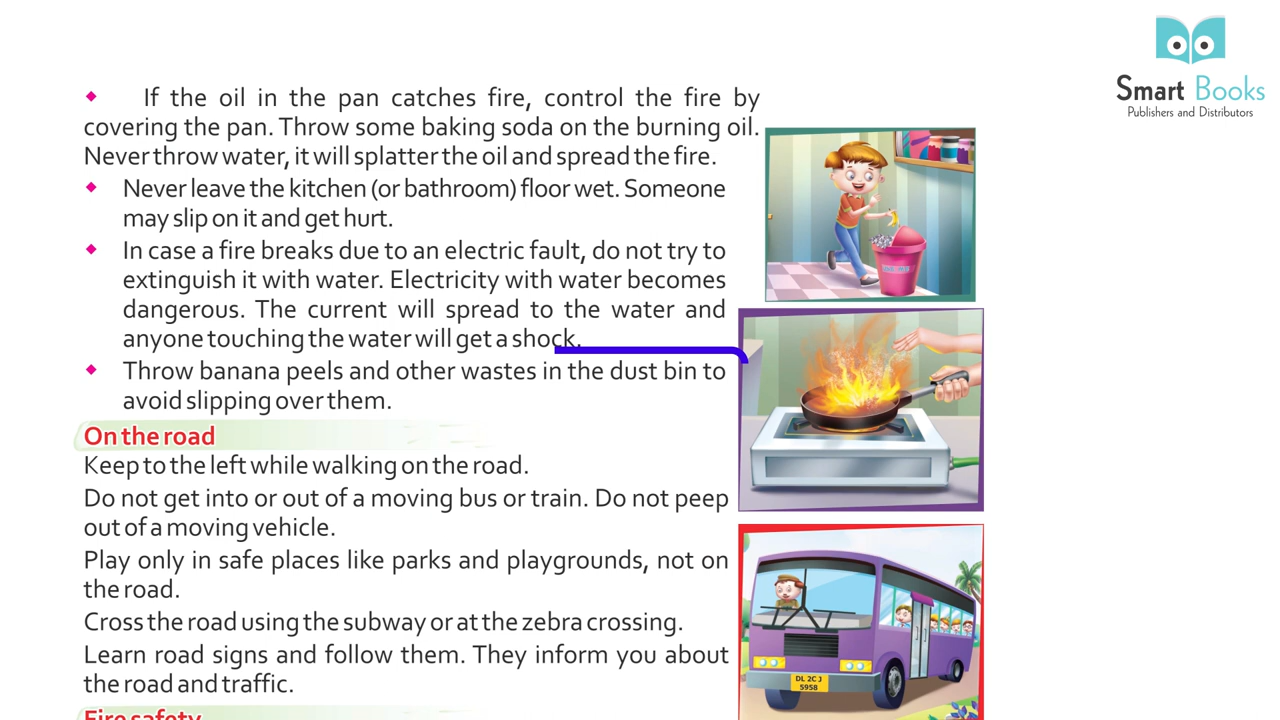 Smart Books
Publishers and Distributors
◆ If the oil in the pan catches fire, control the fire by
covering the pan. Throw some baking soda on the burning oil.
Never throw water, it will splatter the oil and spread the fire.
◆ Never leave the kitchen (or bathroom) floor wet. Someone
may slip on it and get hurt.
◆ In case a fire breaks due to an electric fault, do not try to
extinguish it with water. Electricity with water becomes
dangerous. The current will spread to the water and
anyone touching the water will get a shock.
◆ Throw banana peels and other wastes in the dust bin to
avoid slipping over them.
On the road
Keep to the left while walking on the road.
Do not get into or out of a moving bus or train. Do not peep
out of a moving vehicle.
Play only in safe places like parks and playgrounds, not on
the road.
Cross the road using the subway or at the zebra crossing.
Learn road signs and follow them. They inform you about
the road and traffic.
Fire safety
DL 2C J
5958